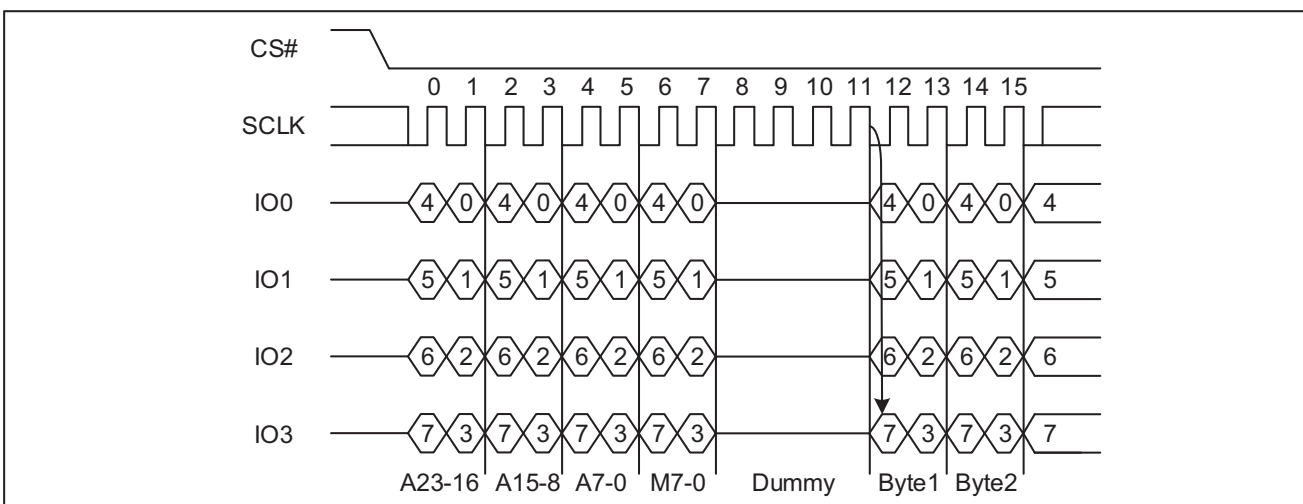 CS#
0 1 2 3 4 5 6 7 8 9 10 11 12 13 14 15
SCLK
IO0 4 0 4 0 4 0 4 0 4 0 4 0 4
IO1 5 1 5 1 5 1 5 1 5 1 5 1 5
IO2 6 2 6 2 6 2 6 2 6 2 6 2 6
IO3 7 3 7 3 7 3 7 3 7 3 7 3 7
A23-16 A15-8 A7-0 M7-0 Dummy Byte1 Byte2